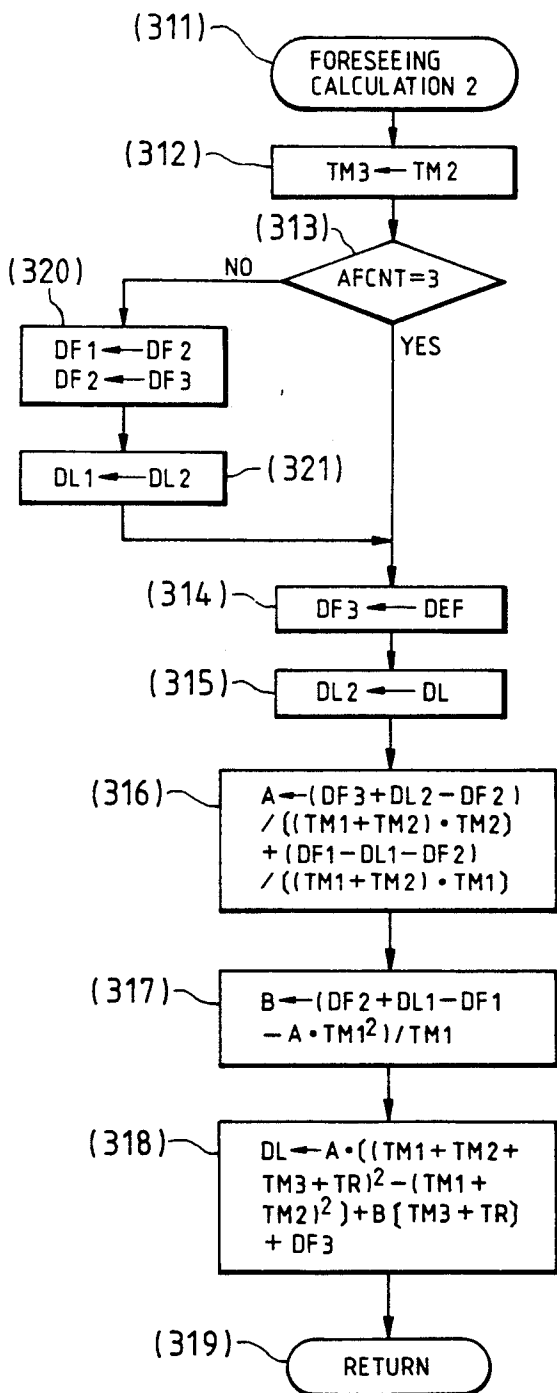 (311)
FORESEEING
CALCULATION 2
(312)
TM3 ← TM2
(313)
AFCNT=3
NO
YES
(320)
DF1 ← DF2
DF2 ← DF3
DL1 ← DL2
(321)
(314)
DF3 ← DEF
(315)
DL2 ← DL
(316)
A←(DF3+DL2-DF2)
/((TM1+TM2)•TM2)
+(DF1-DL1-DF2)
/((TM1+TM2)•TM1)
(317)
B←(DF2+DL1-DF1
-A•TM1²)/TM1
(318)
DL←A•((TM1+TM2+
TM3+TR)²-(TM1+
TM2)²)+B[TM3+TR)
+ DF3
(319)
RETURN